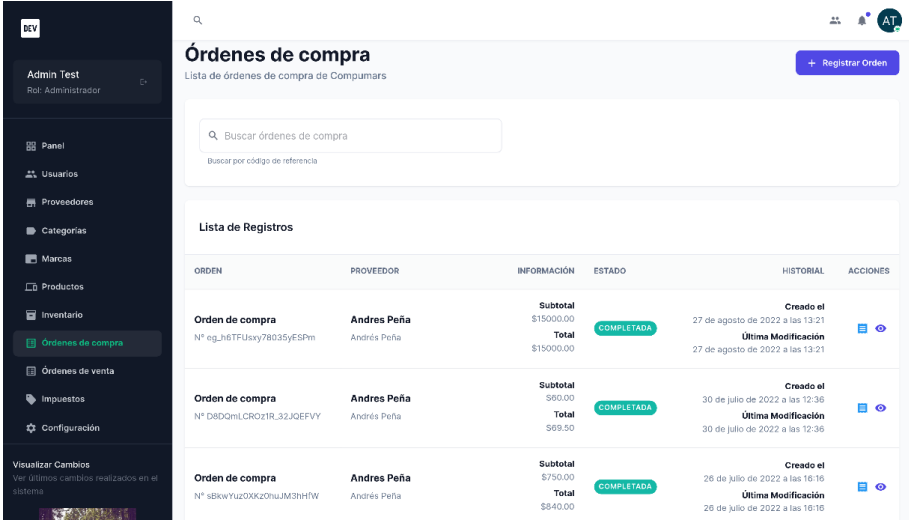 DEV
AT
Admin Test
Rol: Administrador
Panel
Usuarios
Proveedores
Categorías
Marcas
Productos
Inventario
Órdenes de compra
Órdenes de venta
Impuestos
Configuración
Visualizar Cambios
Ver últimos cambios realizados en el
sistema
Órdenes de compra
Lista de órdenes de compra de Compumars
+ Registrar Orden
Buscar órdenes de compra
Buscar por código de referencia
Lista de Registros
ORDEN PROVEEDOR INFORMACIÓN ESTADO HISTORIAL ACCIONES
Subtotal Creado el
Orden de compra Andres Peña $15000.00 27 de agosto de 2022 a las 13:21
COMPLETADA
N° eg_h6TFUsxy78035yESPm Andrés Peña Total Última Modificación
$15000.00 27 de agosto de 2022 a las 13:21
Subtotal Creado el
Orden de compra Andres Peña $60.00 30 de julio de 2022 a las 12:36
COMPLETADA
N° D8DQmLCROz1R_32JQEFVY Andrés Peña Total Última Modificación
$69.50 30 de julio de 2022 a las 12:36
Subtotal Creado el
Orden de compra Andres Peña $750.00 26 de julio de 2022 a las 16:16
COMPLETADA
N° sBkwYuz0XKz0huJM3hHfW Andrés Peña Total Última Modificación
$840.00 26 de julio de 2022 a las 16:16